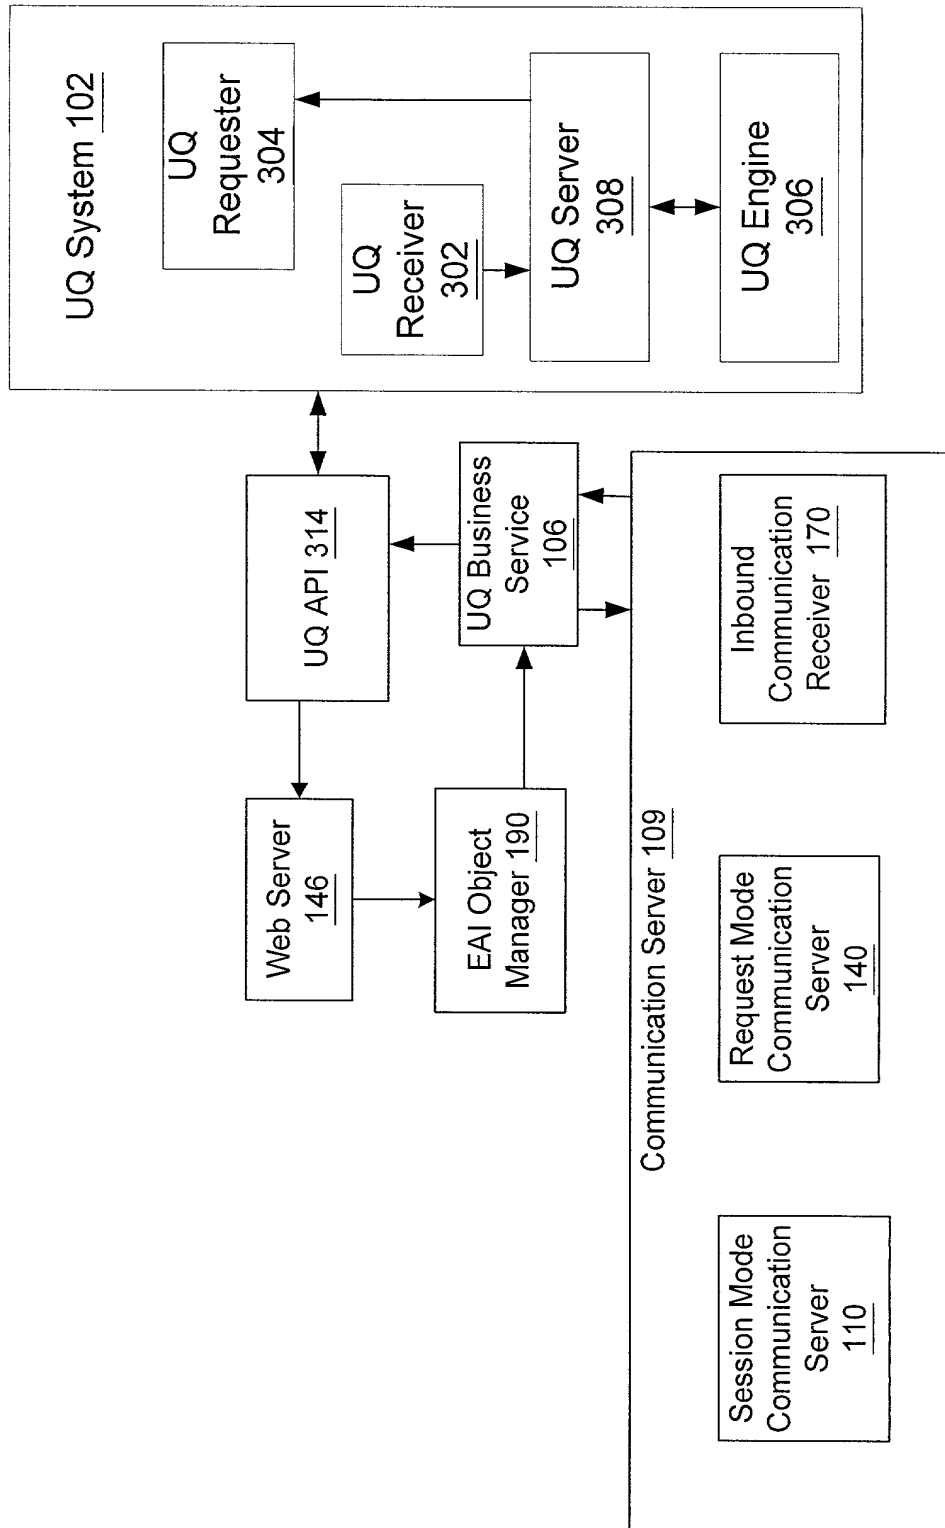 UQ System 102
UQ
Requester
304
UQ
Receiver
302
UQ Server
308
UQ Engine
306
UQ API 314
UQ Business
Service
106
Web Server
146
EAI Object
Manager 190
Communication Server 109
Session Mode
Communication
Server
110
Request Mode
Communication
Server
140
Inbound
Communication
Receiver 170